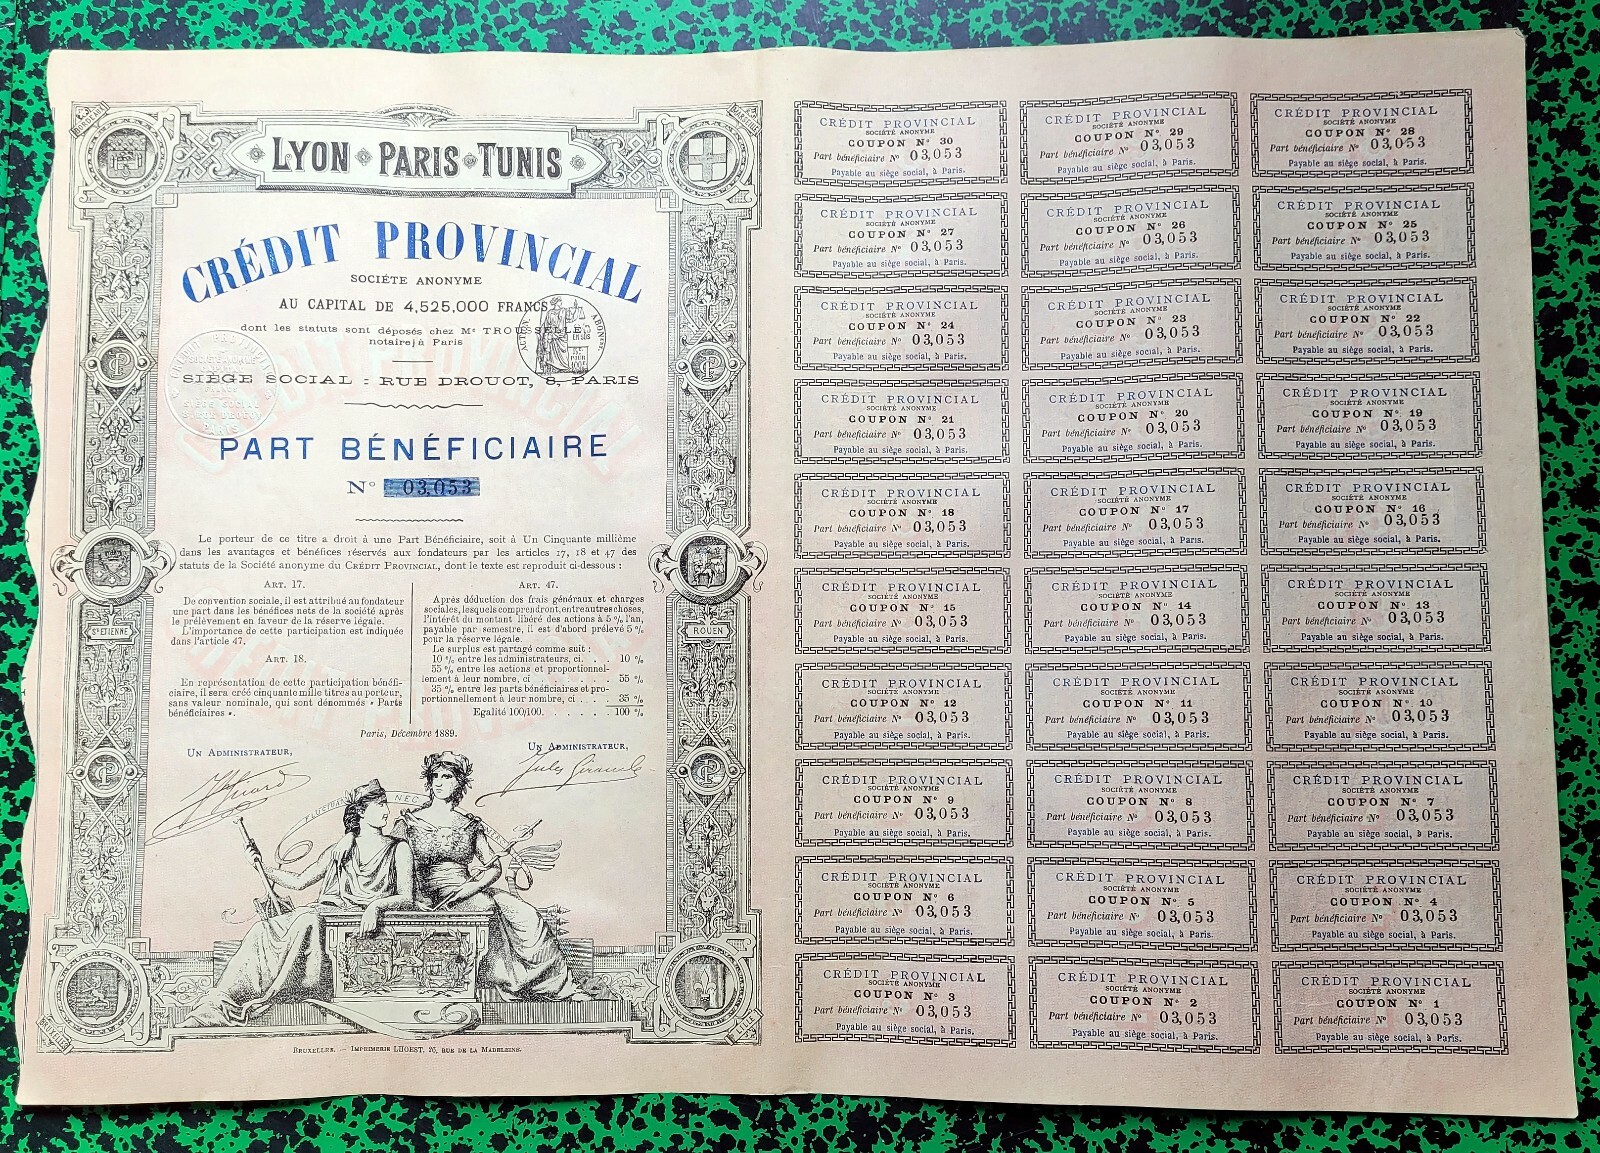 LYON PARIS TUNIS
CRÉDIT PROVINCIAL
SOCIÉTÉ ANONYME
AU CAPITAL DE 4,525,000 FRANCS
dont les statuts sont déposés chez Me TROUSSELLE,
notaire à Paris
SIÈGE SOCIAL : RUE DROUOT, 8, PARIS
PART BÉNÉFICIAIRE
N° 03,053
Le porteur de ce titre a droit à une Part Bénéficiaire, soit à Un Cinquante millième
dans les avantages et bénéfices réservés aux fondateurs par les articles 17, 18 et 47 des
statuts de la Société anonyme du CRÉDIT PROVINCIAL, dont le texte est reproduit ci-dessous :
ART. 17.
De convention sociale, il est attribué au fondateur
une part dans les bénéfices nets de la société après
le prélèvement en faveur de la réserve légale.
L'importance de cette participation est indiquée
dans l'article 47.
ART. 18.
En représentation de cette participation bénéfi-
ciaire, il sera créé cinquante mille titres au porteur,
sans valeur nominale, qui sont dénommés « Parts
bénéficiaires ».
ART. 47.
Après déduction des frais généraux et charges
sociales, lesquels comprendront, entre autres choses,
l'intérêt du montant libéré des actions à 5 % l'an,
payable par semestre, il est d'abord prélevé 5 %
pour la réserve légale.
Le surplus est partagé comme suit :
10 % entre les administrateurs, ci. . . 10 %
55 % entre les actions et proportionnel-
lement à leur nombre, ci . . . . . . 55 %
35 % entre les parts bénéficiaires et pro-
portionnellement à leur nombre, ci . . . 35 %
Egalité 100/100. . . . . . 100 %
Paris, Décembre 1889.
UN ADMINISTRATEUR,
UN ADMINISTRATEUR,
ST ETIENNE
ROUEN
NEC
BRUXELLES. — IMPRIMERIE LHOEST, 26, RUE DE LA MADELEINE.
CRÉDIT PROVINCIAL
SOCIÉTÉ ANONYME
COUPON N° 30
Part bénéficiaire N° 03,053
Payable au siège social, à Paris.
CRÉDIT PROVINCIAL
SOCIÉTÉ ANONYME
COUPON N° 29
Part bénéficiaire N° 03,053
Payable au siège social, à Paris.
CRÉDIT PROVINCIAL
SOCIÉTÉ ANONYME
COUPON N° 28
Part bénéficiaire N° 03,053
Payable au siège social, à Paris.
CRÉDIT PROVINCIAL
SOCIÉTÉ ANONYME
COUPON N° 27
Part bénéficiaire N° 03,053
Payable au siège social, à Paris.
CRÉDIT PROVINCIAL
SOCIÉTÉ ANONYME
COUPON N° 26
Part bénéficiaire N° 03,053
Payable au siège social, à Paris.
CRÉDIT PROVINCIAL
SOCIÉTÉ ANONYME
COUPON N° 25
Part bénéficiaire N° 03,053
Payable au siège social, à Paris.
CRÉDIT PROVINCIAL
SOCIÉTÉ ANONYME
COUPON N° 24
Part bénéficiaire N° 03,053
Payable au siège social, à Paris.
CRÉDIT PROVINCIAL
SOCIÉTÉ ANONYME
COUPON N° 23
Part bénéficiaire N° 03,053
Payable au siège social, à Paris.
CRÉDIT PROVINCIAL
SOCIÉTÉ ANONYME
COUPON N° 22
Part bénéficiaire N° 03,053
Payable au siège social, à Paris.
CRÉDIT PROVINCIAL
SOCIÉTÉ ANONYME
COUPON N° 21
Part bénéficiaire N° 03,053
Payable au siège social, à Paris.
CRÉDIT PROVINCIAL
SOCIÉTÉ ANONYME
COUPON N° 20
Part bénéficiaire N° 03,053
Payable au siège social, à Paris.
CRÉDIT PROVINCIAL
SOCIÉTÉ ANONYME
COUPON N° 19
Part bénéficiaire N° 03,053
Payable au siège social, à Paris.
CRÉDIT PROVINCIAL
SOCIÉTÉ ANONYME
COUPON N° 18
Part bénéficiaire N° 03,053
Payable au siège social, à Paris.
CRÉDIT PROVINCIAL
SOCIÉTÉ ANONYME
COUPON N° 17
Part bénéficiaire N° 03,053
Payable au siège social, à Paris.
CRÉDIT PROVINCIAL
SOCIÉTÉ ANONYME
COUPON N° 16
Part bénéficiaire N° 03,053
Payable au siège social, à Paris.
CRÉDIT PROVINCIAL
SOCIÉTÉ ANONYME
COUPON N° 15
Part bénéficiaire N° 03,053
Payable au siège social, à Paris.
CRÉDIT PROVINCIAL
SOCIÉTÉ ANONYME
COUPON N° 14
Part bénéficiaire N° 03,053
Payable au siège social, à Paris.
CRÉDIT PROVINCIAL
SOCIÉTÉ ANONYME
COUPON N° 13
Part bénéficiaire N° 03,053
Payable au siège social, à Paris.
CRÉDIT PROVINCIAL
SOCIÉTÉ ANONYME
COUPON N° 12
Part bénéficiaire N° 03,053
Payable au siège social, à Paris.
CRÉDIT PROVINCIAL
SOCIÉTÉ ANONYME
COUPON N° 11
Part bénéficiaire N° 03,053
Payable au siège social, à Paris.
CRÉDIT PROVINCIAL
SOCIÉTÉ ANONYME
COUPON N° 10
Part bénéficiaire N° 03,053
Payable au siège social, à Paris.
CRÉDIT PROVINCIAL
SOCIÉTÉ ANONYME
COUPON N° 9
Part bénéficiaire N° 03,053
Payable au siège social, à Paris.
CRÉDIT PROVINCIAL
SOCIÉTÉ ANONYME
COUPON N° 8
Part bénéficiaire N° 03,053
Payable au siège social, à Paris.
CRÉDIT PROVINCIAL
SOCIÉTÉ ANONYME
COUPON N° 7
Part bénéficiaire N° 03,053
Payable au siège social, à Paris.
CRÉDIT PROVINCIAL
SOCIÉTÉ ANONYME
COUPON N° 6
Part bénéficiaire N° 03,053
Payable au siège social, à Paris.
CRÉDIT PROVINCIAL
SOCIÉTÉ ANONYME
COUPON N° 5
Part bénéficiaire N° 03,053
Payable au siège social, à Paris.
CRÉDIT PROVINCIAL
SOCIÉTÉ ANONYME
COUPON N° 4
Part bénéficiaire N° 03,053
Payable au siège social, à Paris.
CRÉDIT PROVINCIAL
SOCIÉTÉ ANONYME
COUPON N° 3
Part bénéficiaire N° 03,053
Payable au siège social, à Paris.
CRÉDIT PROVINCIAL
SOCIÉTÉ ANONYME
COUPON N° 2
Part bénéficiaire N° 03,053
Payable au siège social, à Paris.
CRÉDIT PROVINCIAL
SOCIÉTÉ ANONYME
COUPON N° 1
Part bénéficiaire N° 03,053
Payable au siège social, à Paris.